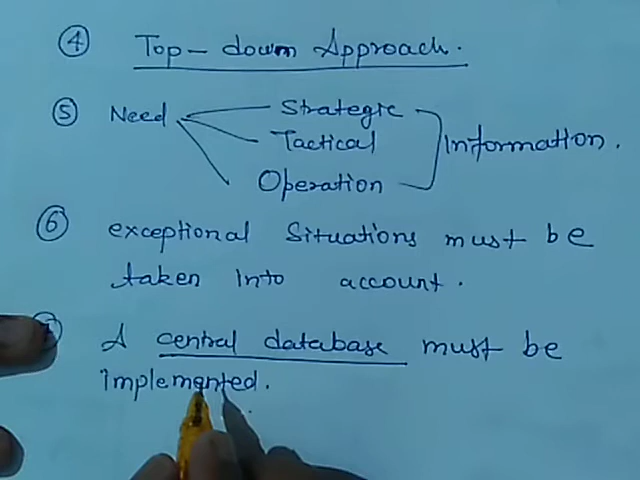 ④ Top-down Approach.
⑤ Need Strategic
Tactical Information.
Operation
⑥ exceptional situations must be
taken into account.
⑦ A central database must be
implemented.